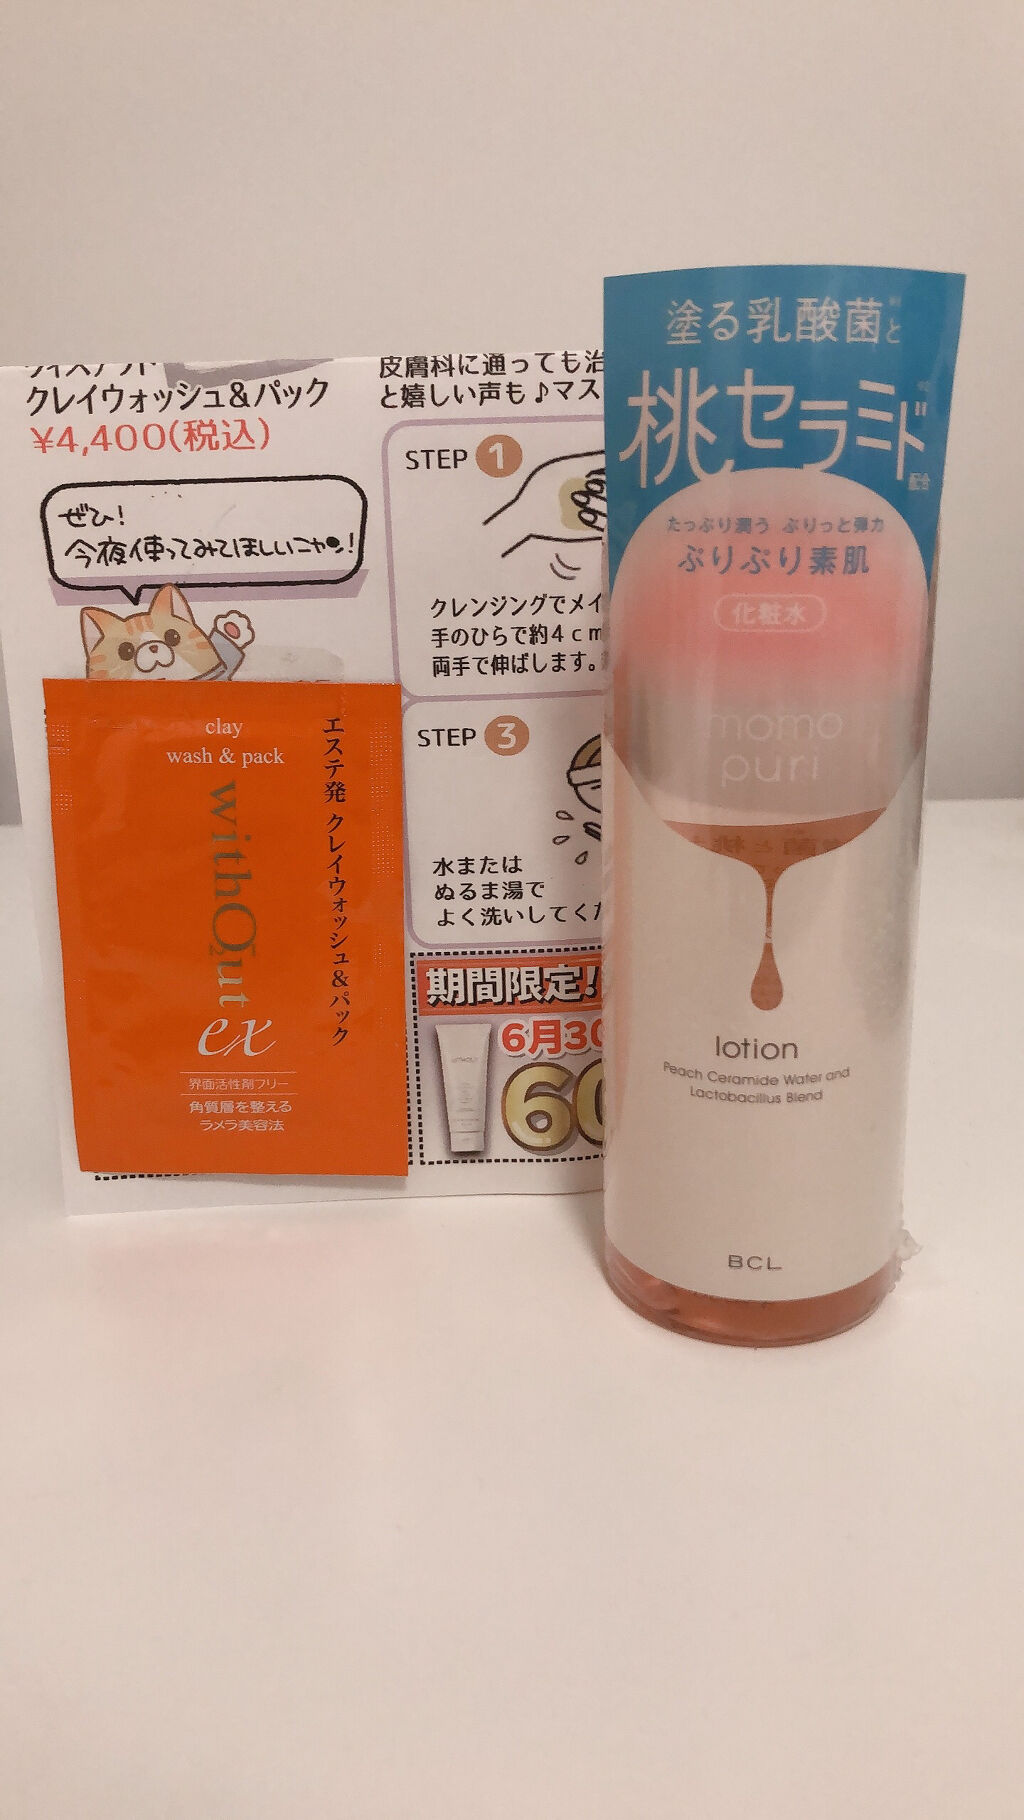 クレイウォッシュ&パック
¥4,400(税込)
ぜひ!
今夜使ってみてほしいニャン!
皮膚科に通っても治
と嬉しい声も♪マス
STEP 1
クレンジングでメイ
手のひらで約4cm
両手で伸ばします。
STEP 3
水または
ぬるま湯で
よく洗いしてくだ
期間限定!
6月30
60
clay
wash & pack
withOut
ex
エステ発 クレイウォッシュ&パック
界面活性剤フリー
角質層を整える
ラメラ美容法
塗る乳酸菌と
桃セラミド
配合
たっぷり潤う ぷりっと弾力
ぷりぷり素肌
化粧水
momo
puri
lotion
Peach Ceramide Water and
Lactobacillus Blend
BCL